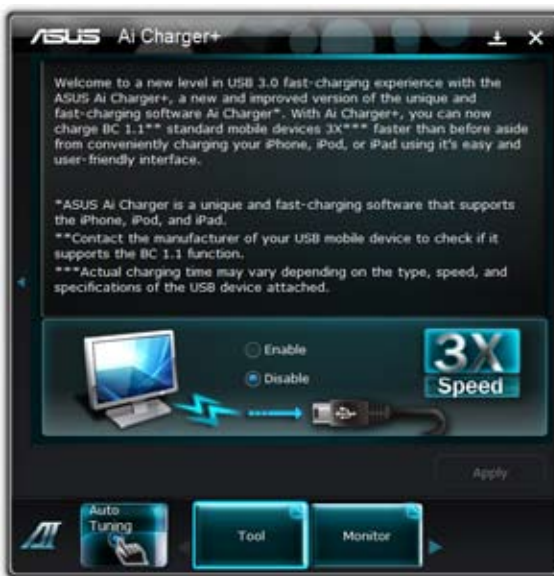 ASUS Ai Charger+
Welcome to a new level in USB 3.0 fast-charging experience with the
ASUS Ai Charger+, a new and improved version of the unique and
fast-charging software Ai Charger*. With Ai Charger+, you can now
charge BC 1.1** standard mobile devices 3X*** faster than before aside
from conveniently charging your iPhone, iPod, or iPad using it's easy and
user-friendly interface.
*ASUS Ai Charger is a unique and fast-charging software that supports
the iPhone, iPod, and iPad.
**Contact the manufacturer of your USB mobile device to check if it
supports the BC 1.1 function.
***Actual charging time may vary depending on the type, speed, and
specifications of the USB device attached.
Enable
Disable
3X
Speed
Apply
Auto
Tuning
Tool
Monitor